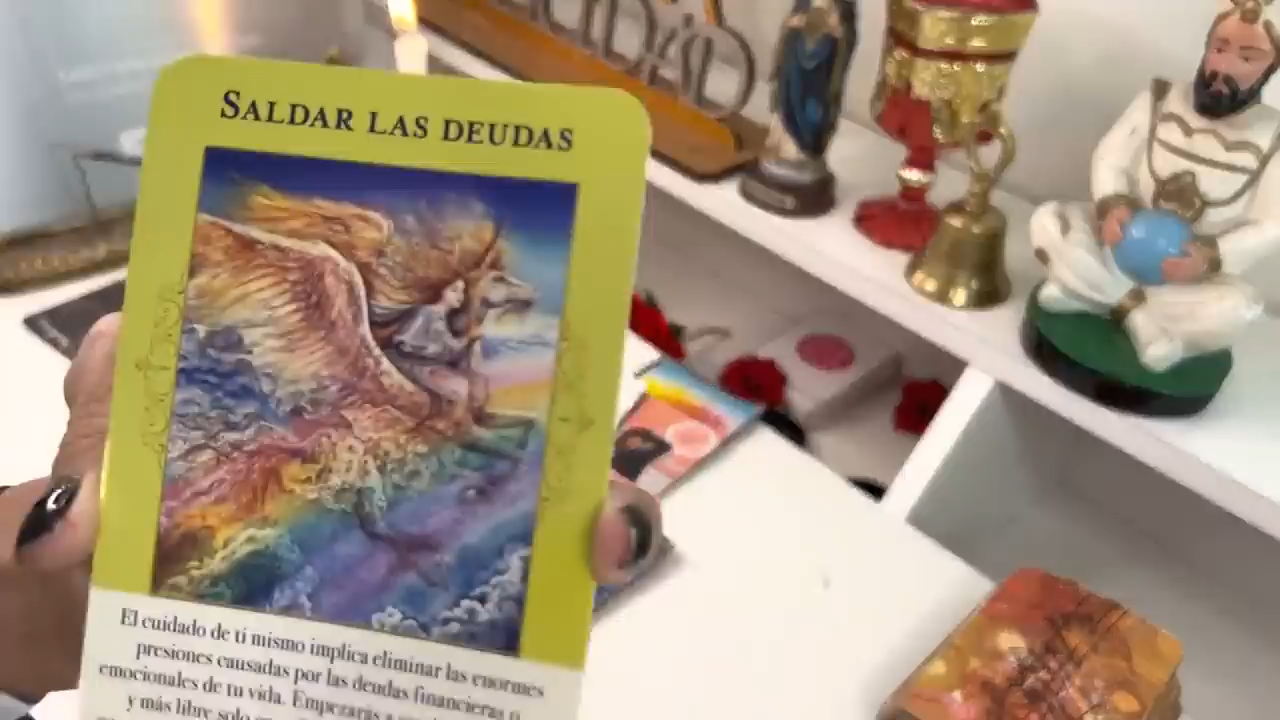 SALDAR LAS DEUDAS
El cuidado de ti mismo implica eliminar las enormes
presiones causadas por las deudas financieras o
emocionales de tu vida. Empezarás a
y más libre solo